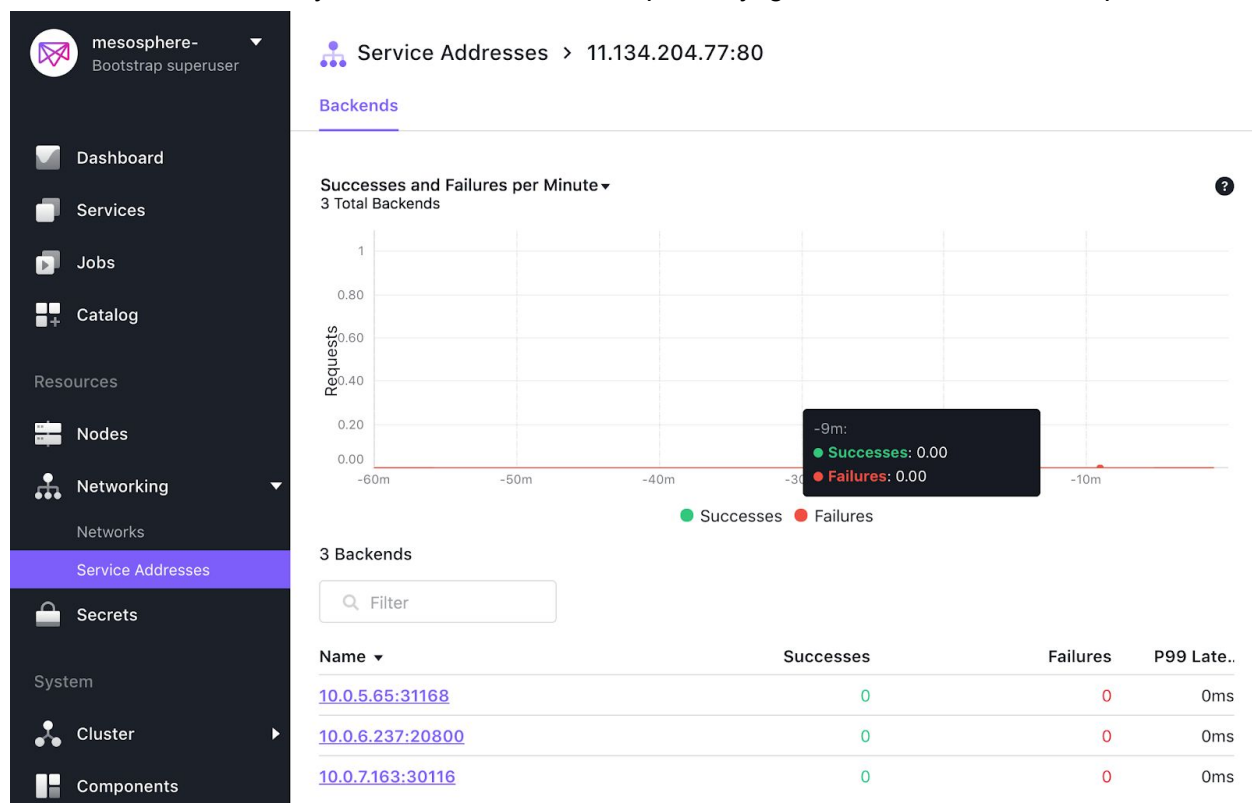 mesosphere-
Bootstrap superuser
Dashboard
Services
Jobs
Catalog
Resources
Nodes
Networking
Networks
Service Addresses
Secrets
System
Cluster
Components
Service Addresses > 11.134.204.77:80
Backends
Successes and Failures per Minute
3 Total Backends
?
Requests
1
0.80
0.60
0.40
0.20
0.00
-60m
-50m
-40m
-10m
-9m:
Successes: 0.00
Failures: 0.00
Successes Failures
3 Backends
Filter
Name Successes Failures P99 Late..
10.0.5.65:31168 0 0 0ms
10.0.6.237:20800 0 0 0ms
10.0.7.163:30116 0 0 0ms